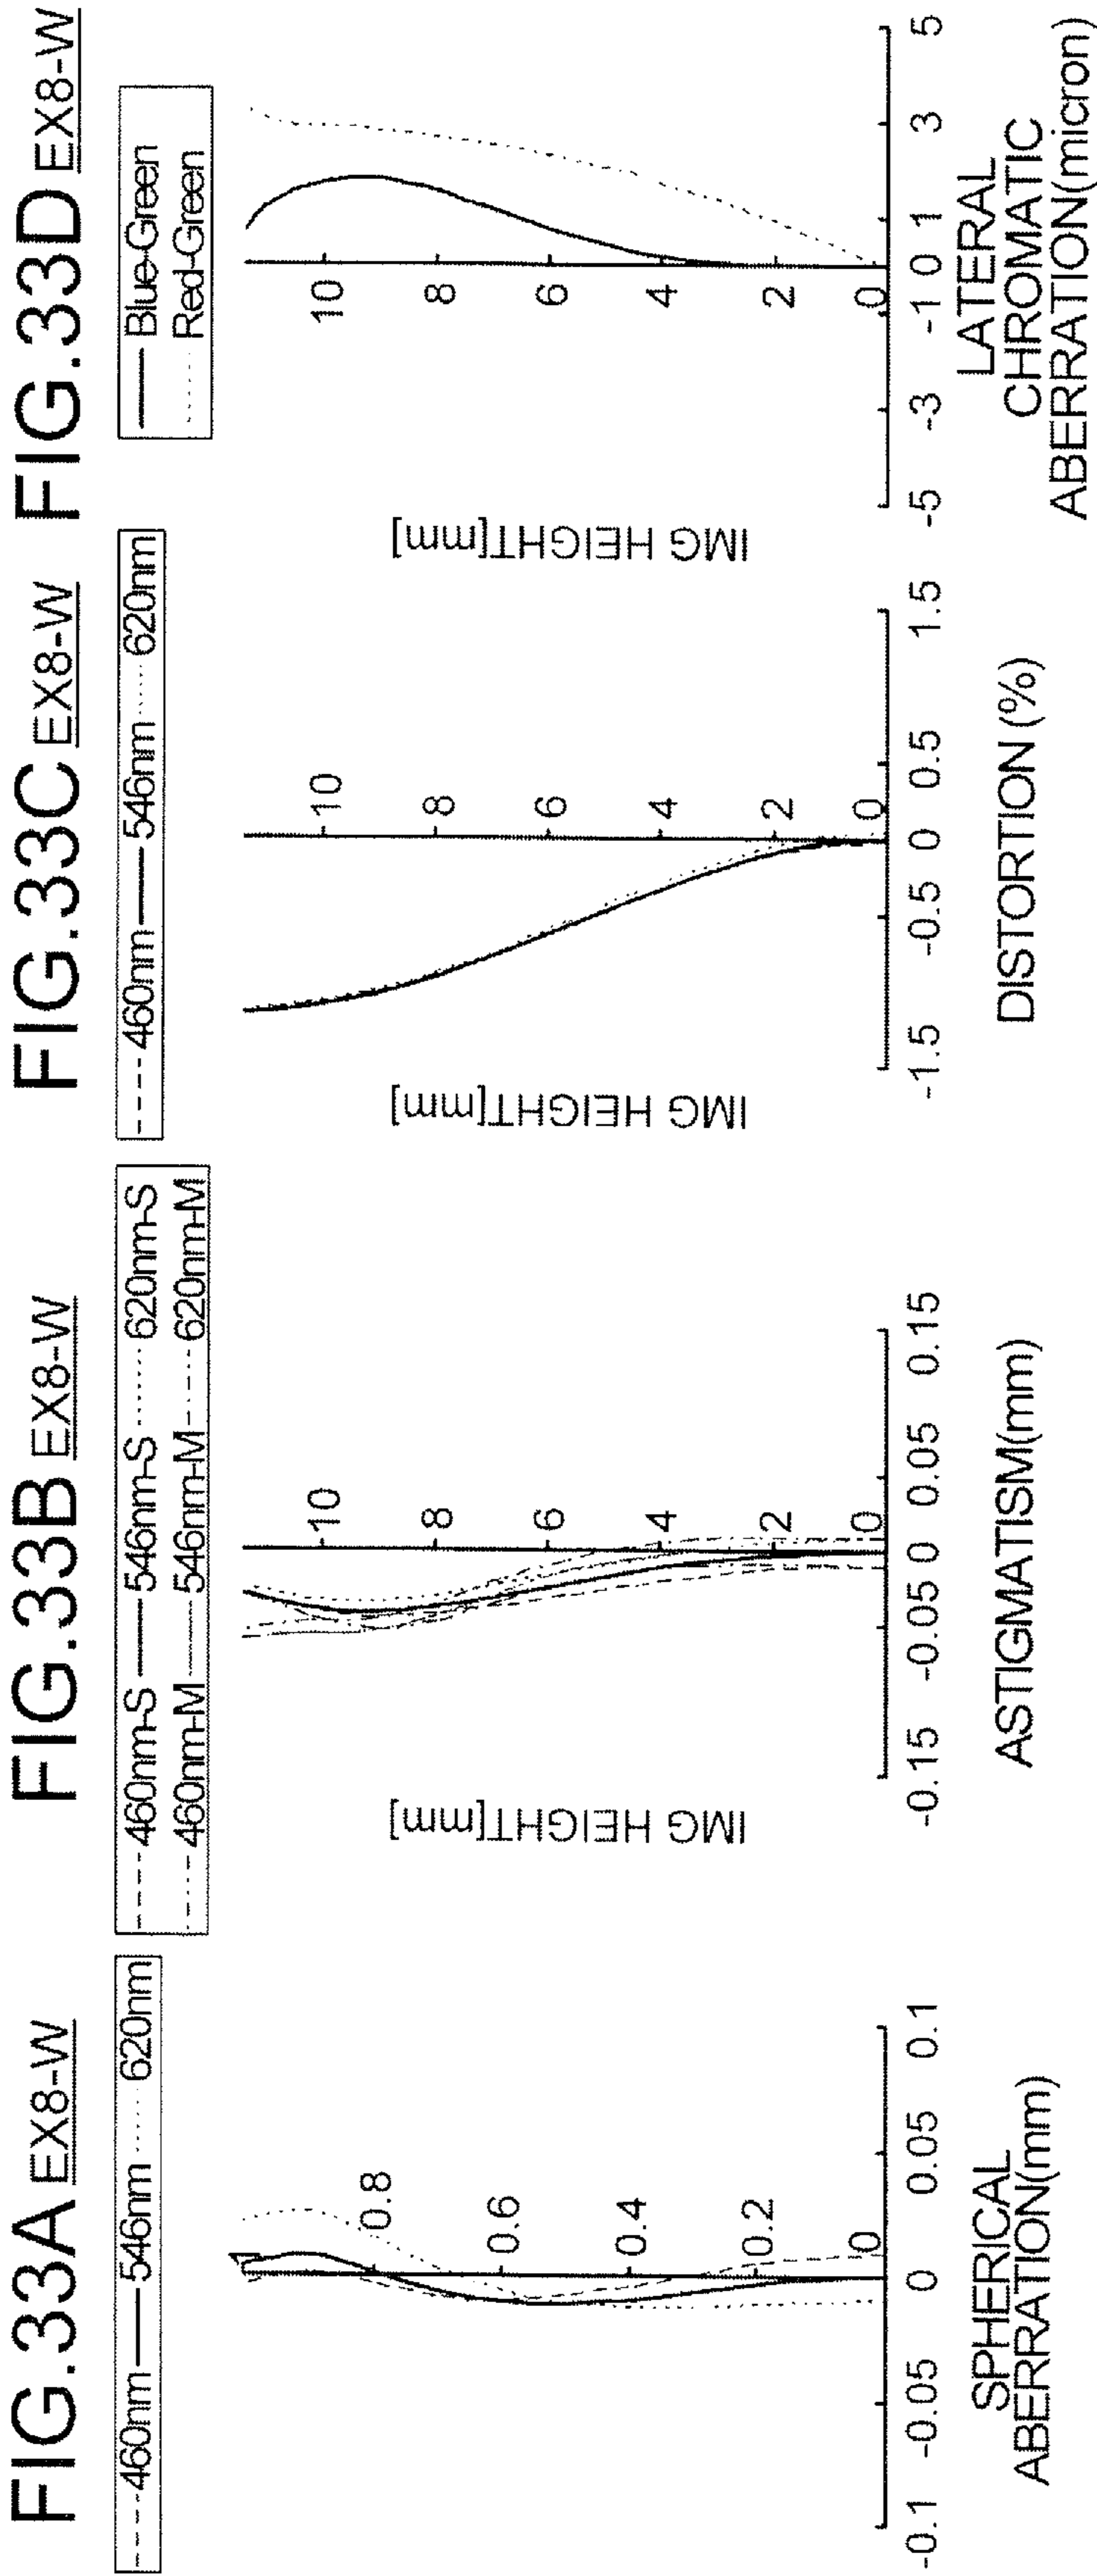 FIG.33A EX8-W
460nm 546nm 620nm
1
0.8
0.6
0.4
0.2
0
-0.1 -0.05 0 0.05 0.1
SPHERICAL
ABERRATION(mm)
FIG.33B EX8-W
460nm-S 546nm-S 620nm-S
460nm-M 546nm-M 620nm-M
IMG HEIGHT[mm]
10
8
6
4
2
0
-0.15 -0.05 0 0.05 0.15
ASTIGMATISM(mm)
FIG.33C EX8-W
460nm 546nm 620nm
IMG HEIGHT[mm]
10
8
6
4
2
0
-1.5 -0.5 0 0.5 1.5
DISTORTION (%)
FIG.33D EX8-W
Blue-Green
Red-Green
IMG HEIGHT[mm]
10
8
6
4
2
0
-5 -3 -1 0 1 3 5
LATERAL
CHROMATIC
ABERRATION(micron)